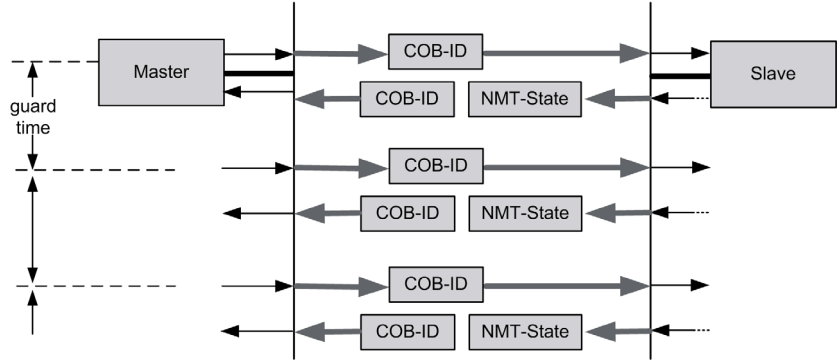 COB-ID
Master
Slave
COB-ID NMT-State
guard
time
COB-ID
COB-ID NMT-State
COB-ID
COB-ID NMT-State